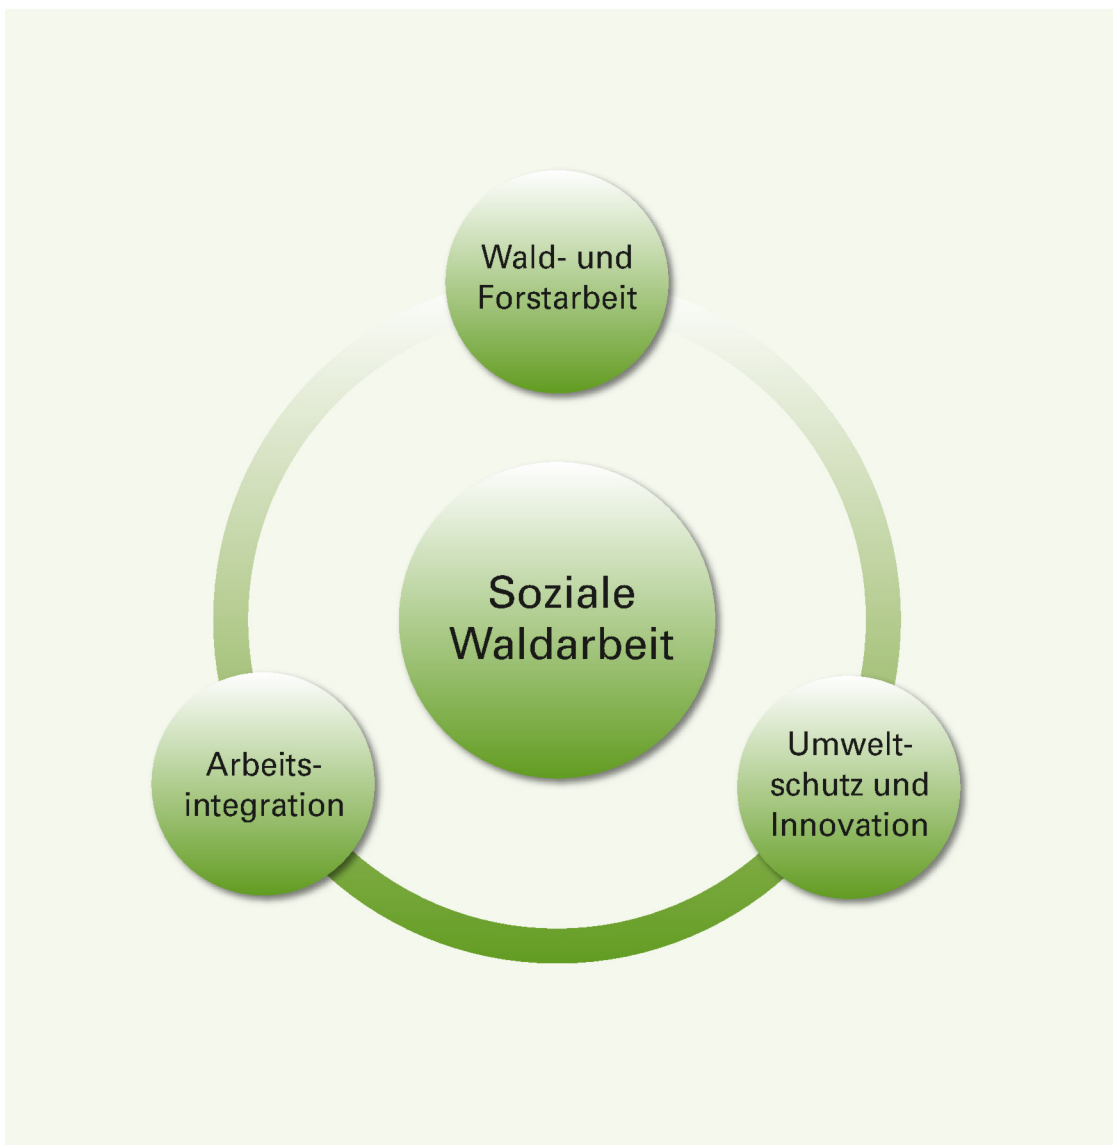 Wald- und
Forstarbeit
Soziale
Waldarbeit
Arbeits-
integration
Umwelt-
schutz und
Innovation